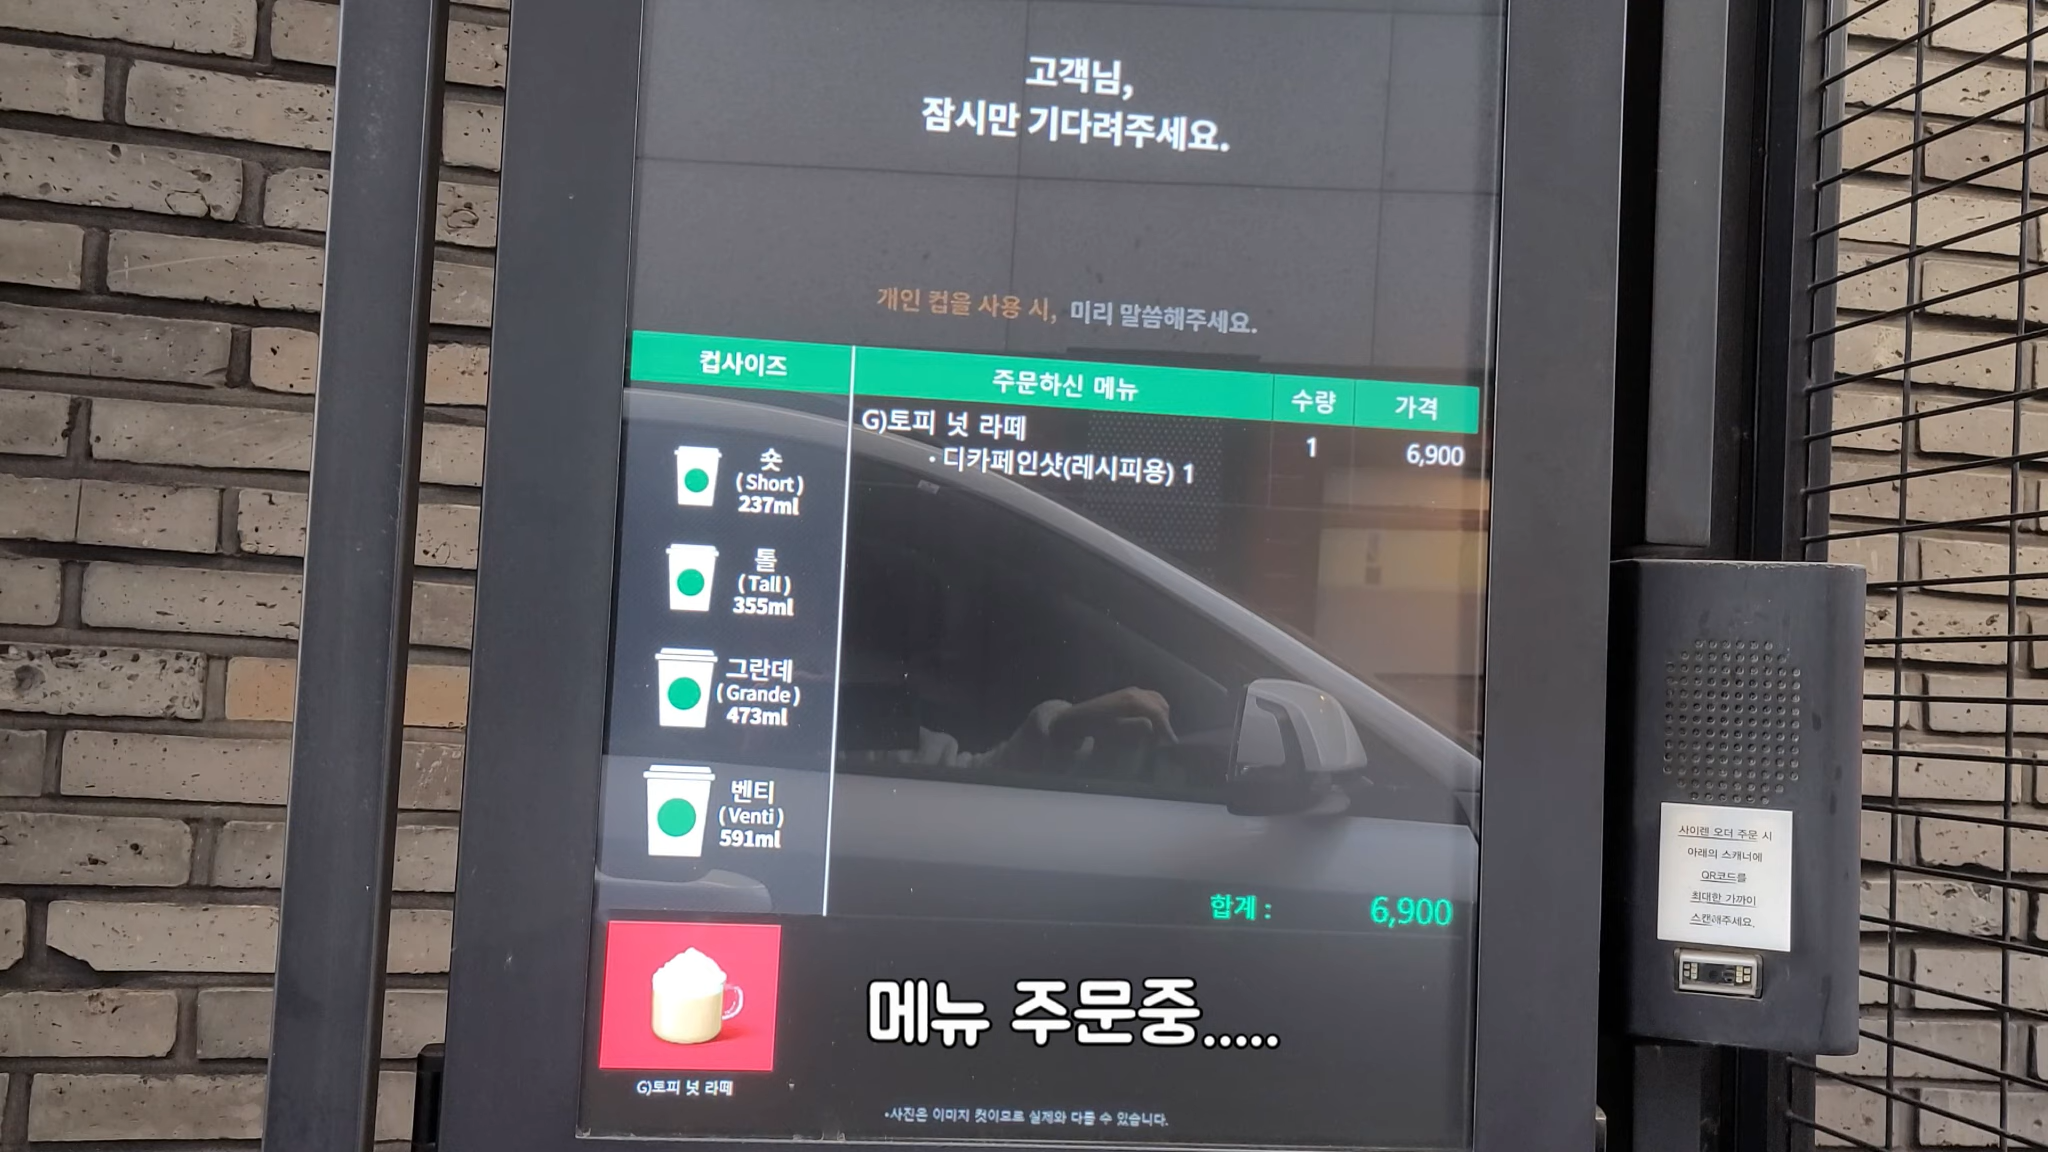 고객님,
잠시만 기다려주세요.
개인 컵을 사용 시, 미리 말씀해주세요.
컵사이즈 주문하신 메뉴 수량 가격
G)토피 넛 라떼 1 6,900
• 디카페인샷(레시피용) 1
숏
(Short)
237ml
톨
(Tall)
355ml
그란데
(Grande)
473ml
벤티
(Venti)
591ml
합계 : 6,900
메뉴 주문중.....
G)토피 넛 라떼
•사진은 이미지 컷이므로 실제와 다를 수 있습니다.
사이렌 오더 주문 시
아래의 스캐너에
QR코드를
최대한 가까이
스캔해주세요.